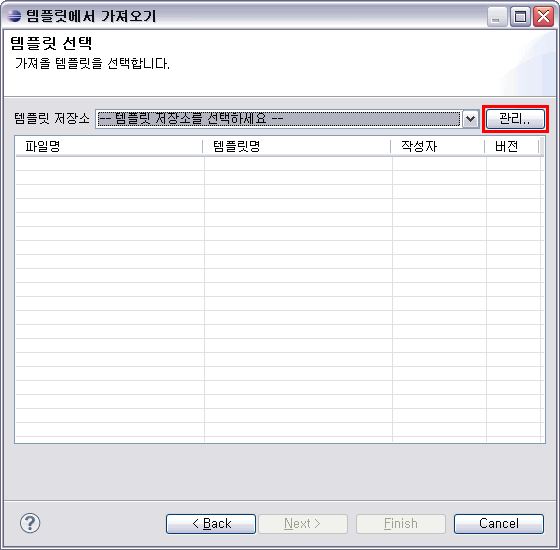 템플릿에서 가져오기
템플릿 선택
가져올 템플릿을 선택합니다.
템플릿 저장소 -- 템플릿 저장소를 선택하세요 -- 관리..
파일명 템플릿명 작성자 버전
? < Back Next > Finish Cancel